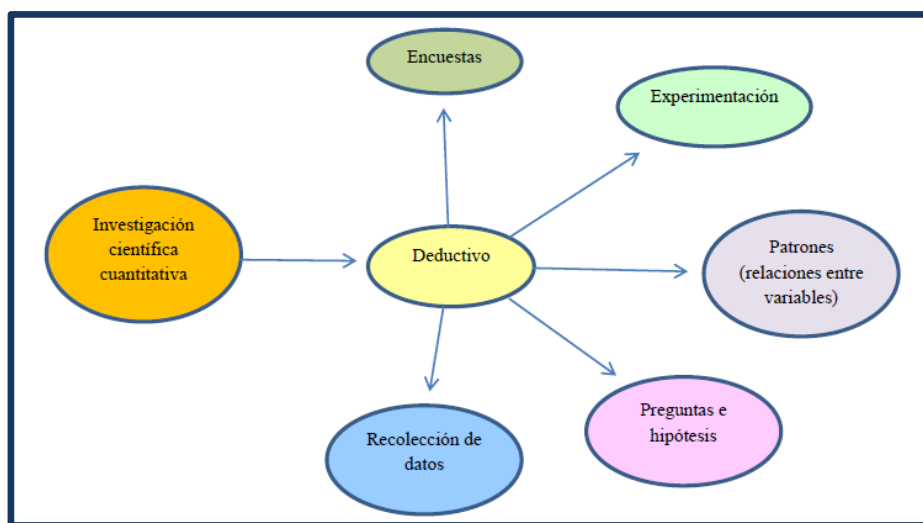 Encuestas
Experimentación
Investigación
científica
cuantitativa
Deductivo
Patrones
(relaciones entre
variables)
Preguntas e
hipótesis
Recolección de
datos